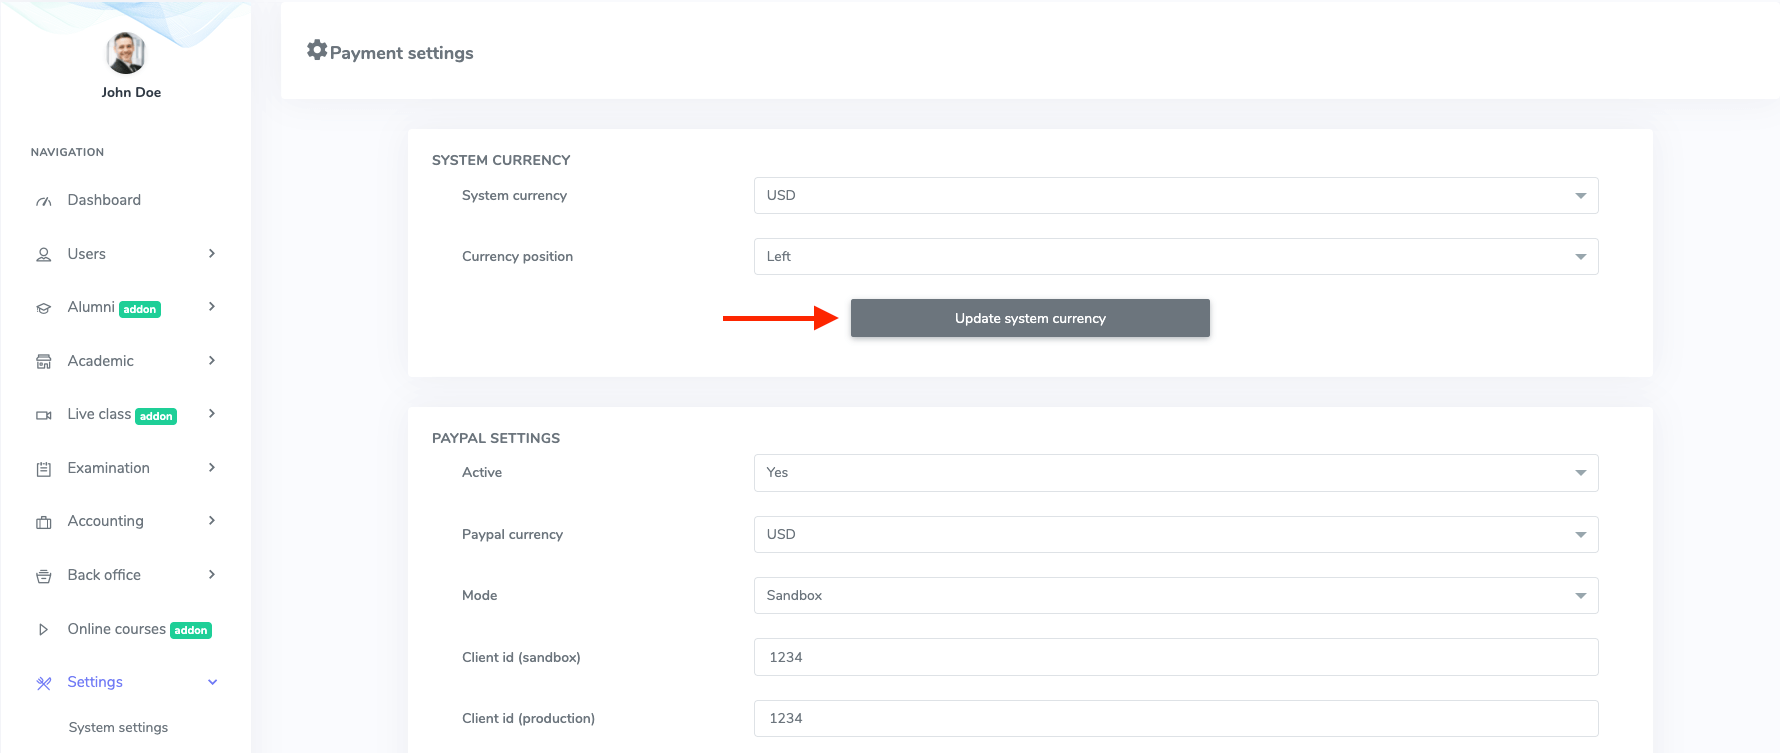 John Doe
NAVIGATION
Dashboard
Users
Alumni addon
Academic
Live class addon
Examination
Accounting
Back office
Online courses addon
Settings
System settings
Payment settings
SYSTEM CURRENCY
System currency USD
Currency position Left
Update system currency
PAYPAL SETTINGS
Active Yes
Paypal currency USD
Mode Sandbox
Client id (sandbox) 1234
Client id (production) 1234